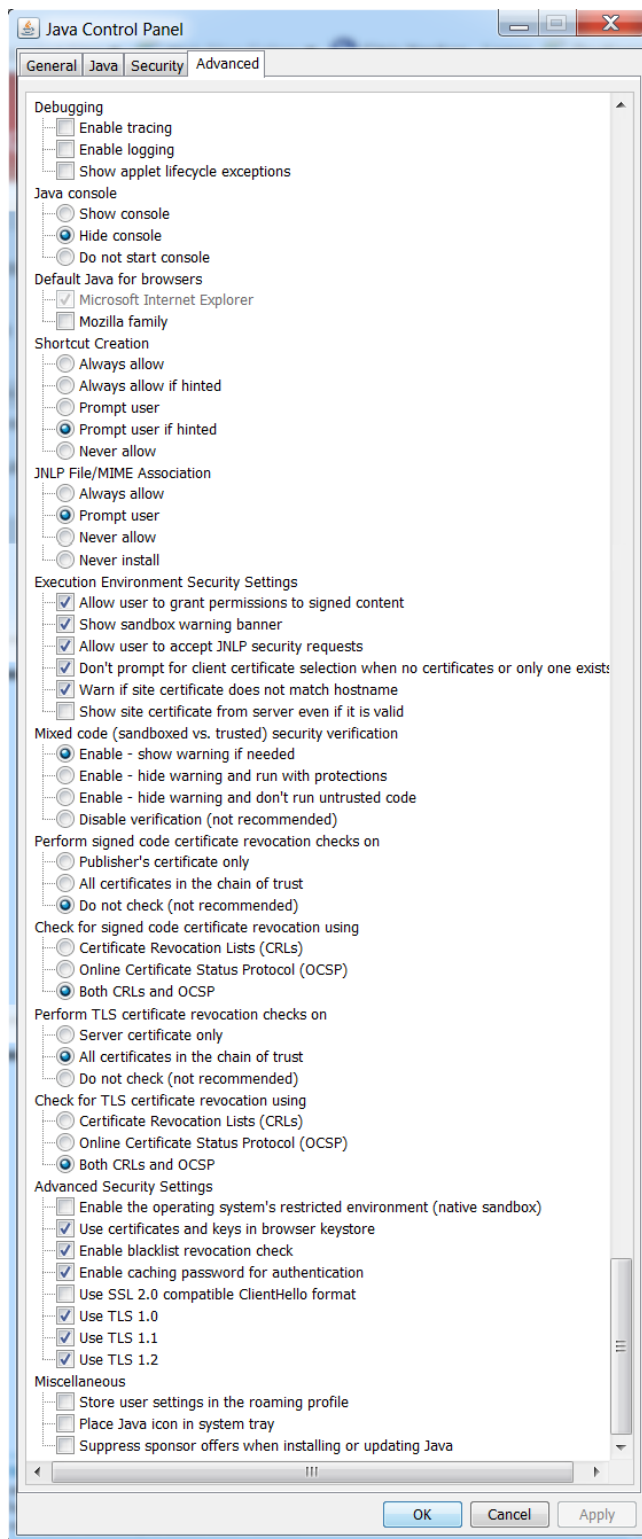 Java Control Panel
General Java Security Advanced
Debugging
Enable tracing
Enable logging
Show applet lifecycle exceptions
Java console
Show console
Hide console
Do not start console
Default Java for browsers
Microsoft Internet Explorer
Mozilla family
Shortcut Creation
Always allow
Always allow if hinted
Prompt user
Prompt user if hinted
Never allow
JNLP File/MIME Association
Always allow
Prompt user
Never allow
Never install
Execution Environment Security Settings
Allow user to grant permissions to signed content
Show sandbox warning banner
Allow user to accept JNLP security requests
Don't prompt for client certificate selection when no certificates or only one exists
Warn if site certificate does not match hostname
Show site certificate from server even if it is valid
Mixed code (sandboxed vs. trusted) security verification
Enable - show warning if needed
Enable - hide warning and run with protections
Enable - hide warning and don't run untrusted code
Disable verification (not recommended)
Perform signed code certificate revocation checks on
Publisher's certificate only
All certificates in the chain of trust
Do not check (not recommended)
Check for signed code certificate revocation using
Certificate Revocation Lists (CRLs)
Online Certificate Status Protocol (OCSP)
Both CRLs and OCSP
Perform TLS certificate revocation checks on
Server certificate only
All certificates in the chain of trust
Do not check (not recommended)
Check for TLS certificate revocation using
Certificate Revocation Lists (CRLs)
Online Certificate Status Protocol (OCSP)
Both CRLs and OCSP
Advanced Security Settings
Enable the operating system's restricted environment (native sandbox)
Use certificates and keys in browser keystore
Enable blacklist revocation check
Enable caching password for authentication
Use SSL 2.0 compatible ClientHello format
Use TLS 1.0
Use TLS 1.1
Use TLS 1.2
Miscellaneous
Store user settings in the roaming profile
Place Java icon in system tray
Suppress sponsor offers when installing or updating Java
OK Cancel Apply